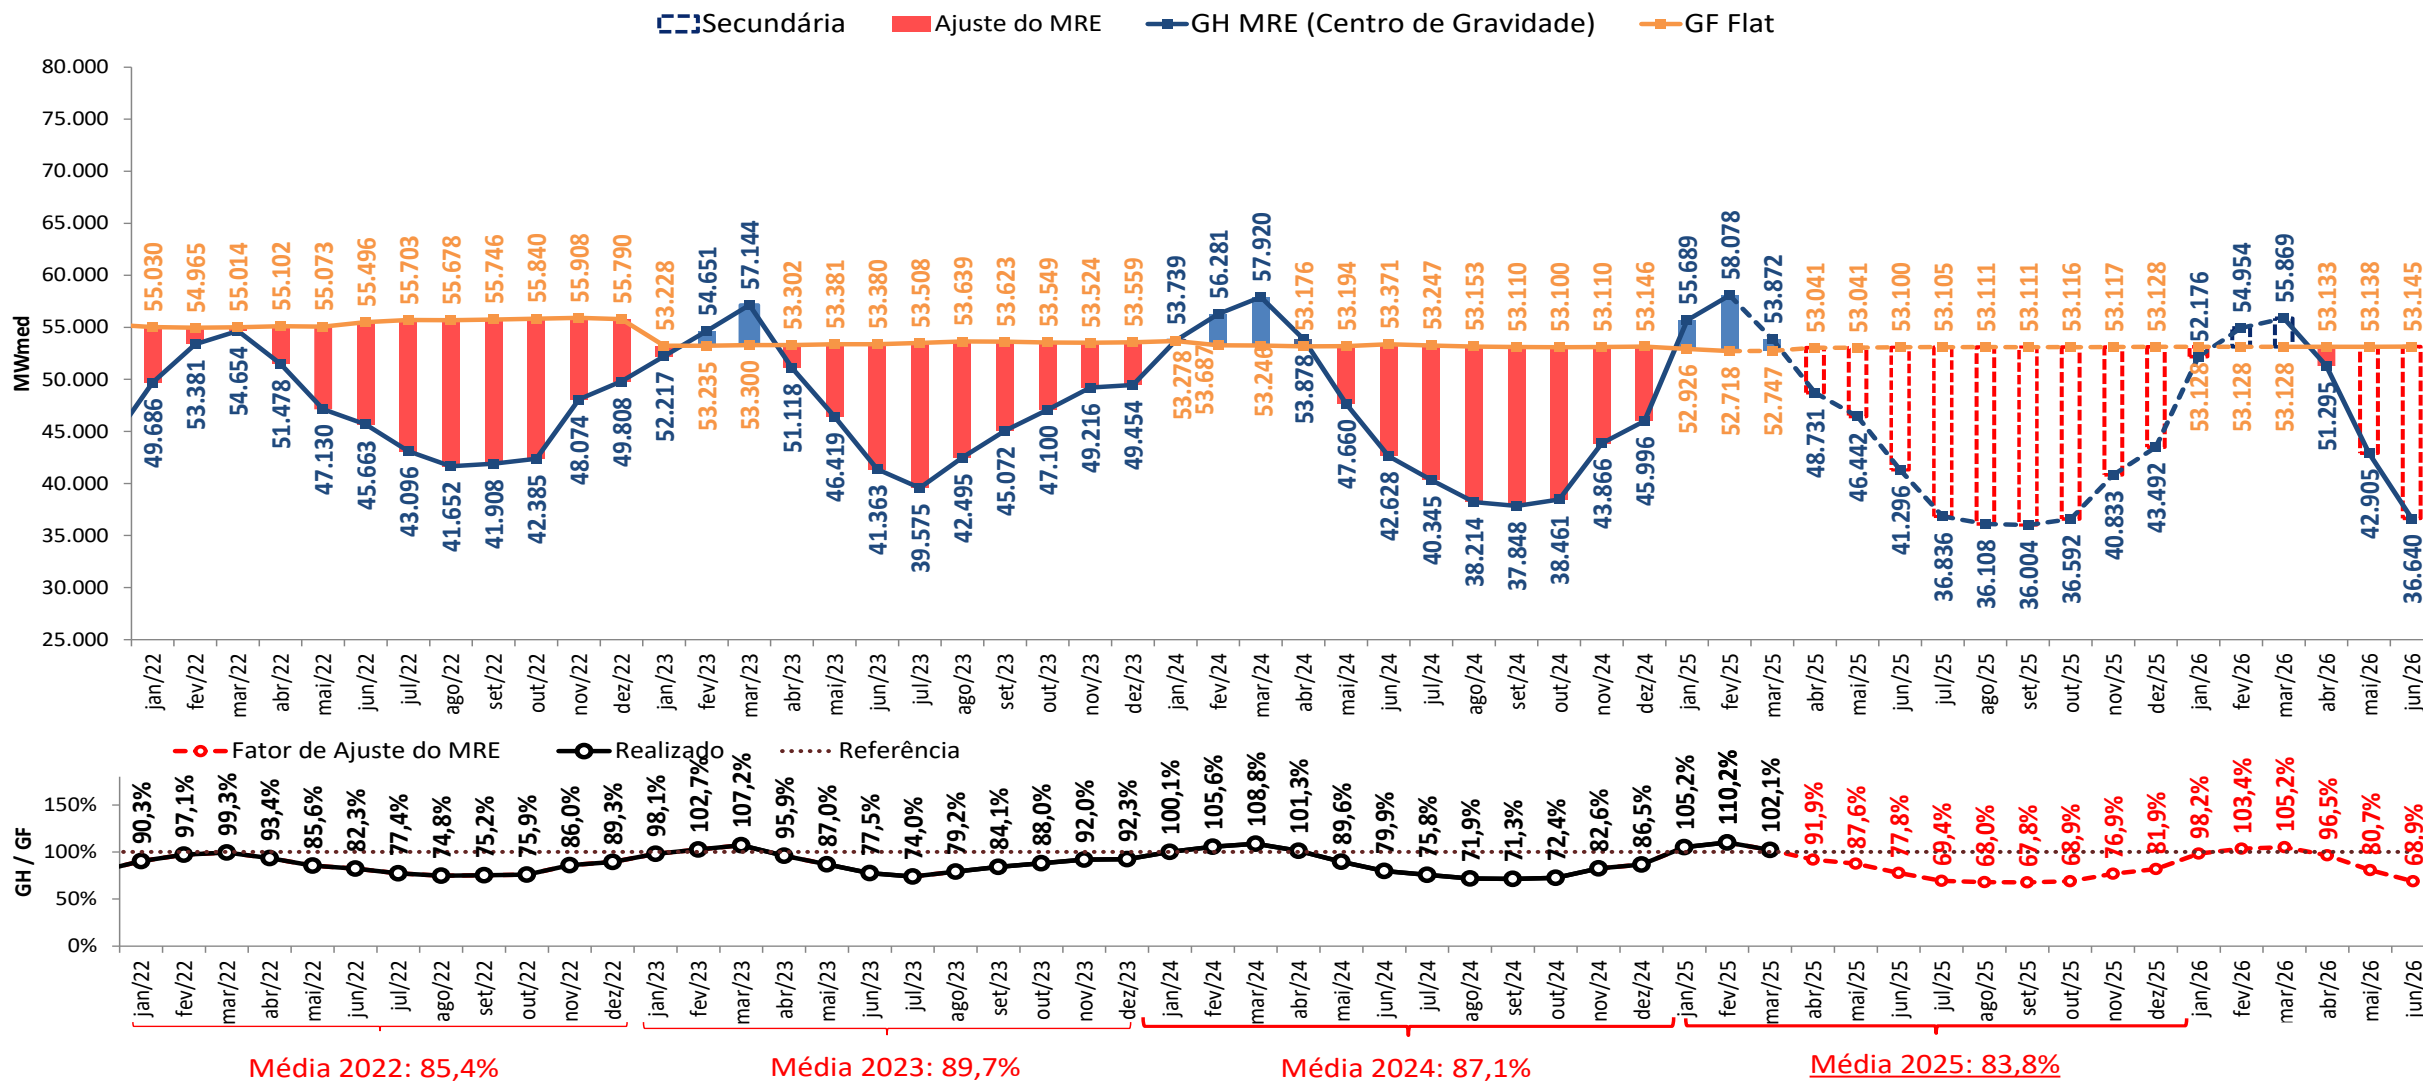 Secundária Ajuste do MRE GH MRE (Centro de Gravidade) GF Flat
MWmed
80.000
75.000
70.000
65.000
60.000
55.000
50.000
45.000
40.000
35.000
30.000
25.000
55.030 54.965 55.014 55.102 55.073 55.496 55.703 55.678 55.746 55.840 55.908 55.790 53.228 54.651 57.144 53.302 53.381 53.380 53.508 53.639 53.623 53.549 53.524 53.559 53.739 56.281 57.920 53.176 53.194 53.371 53.247 53.153 53.110 53.100 53.110 53.146 55.689 58.078 53.872 53.041 53.041 53.100 53.105 53.111 53.111 53.116 53.117 53.128 52.176 54.954 55.869 53.133 53.138 53.145
49.686 53.381 54.654 51.478 47.130 45.663 43.096 41.652 41.908 42.385 48.074 49.808 52.217 53.235 53.300 51.118 46.419 41.363 39.575 42.495 45.072 47.100 49.216 49.454 53.278 53.687 53.246 53.878 47.660 42.628 40.345 38.214 37.848 38.461 43.866 45.996 52.926 52.718 52.747 48.731 46.442 41.296 36.836 36.108 36.004 36.592 40.833 43.492 53.128 53.128 53.128 51.295 42.905 36.640
jan/22 fev/22 mar/22 abr/22 mai/22 jun/22 jul/22 ago/22 set/22 out/22 nov/22 dez/22 jan/23 fev/23 mar/23 abr/23 mai/23 jun/23 jul/23 ago/23 set/23 out/23 nov/23 dez/23 jan/24 fev/24 mar/24 abr/24 mai/24 jun/24 jul/24 ago/24 set/24 out/24 nov/24 dez/24 jan/25 fev/25 mar/25 abr/25 mai/25 jun/25 jul/25 ago/25 set/25 out/25 nov/25 dez/25 jan/26 fev/26 mar/26 abr/26 mai/26 jun/26
Fator de Ajuste do MRE Realizado Referência
GH / GF
150%
100%
50%
0%
90,3% 97,1% 99,3% 93,4% 85,6% 82,3% 77,4% 74,8% 75,2% 75,9% 86,0% 89,3% 98,1% 102,7% 107,2% 95,9% 87,0% 77,5% 74,0% 79,2% 84,1% 88,0% 92,0% 92,3% 100,1% 105,6% 108,8% 101,3% 89,6% 79,9% 75,8% 71,9% 71,3% 72,4% 82,6% 86,5% 105,2% 110,2% 102,1% 91,9% 87,6% 77,8% 69,4% 68,0% 67,8% 68,9% 76,9% 81,9% 98,2% 103,4% 105,2% 96,5% 80,7% 68,9%
jan/22 fev/22 mar/22 abr/22 mai/22 jun/22 jul/22 ago/22 set/22 out/22 nov/22 dez/22 jan/23 fev/23 mar/23 abr/23 mai/23 jun/23 jul/23 ago/23 set/23 out/23 nov/23 dez/23 jan/24 fev/24 mar/24 abr/24 mai/24 jun/24 jul/24 ago/24 set/24 out/24 nov/24 dez/24 jan/25 fev/25 mar/25 abr/25 mai/25 jun/25 jul/25 ago/25 set/25 out/25 nov/25 dez/25 jan/26 fev/26 mar/26 abr/26 mai/26 jun/26
Média 2022: 85,4% Média 2023: 89,7% Média 2024: 87,1% Média 2025: 83,8%